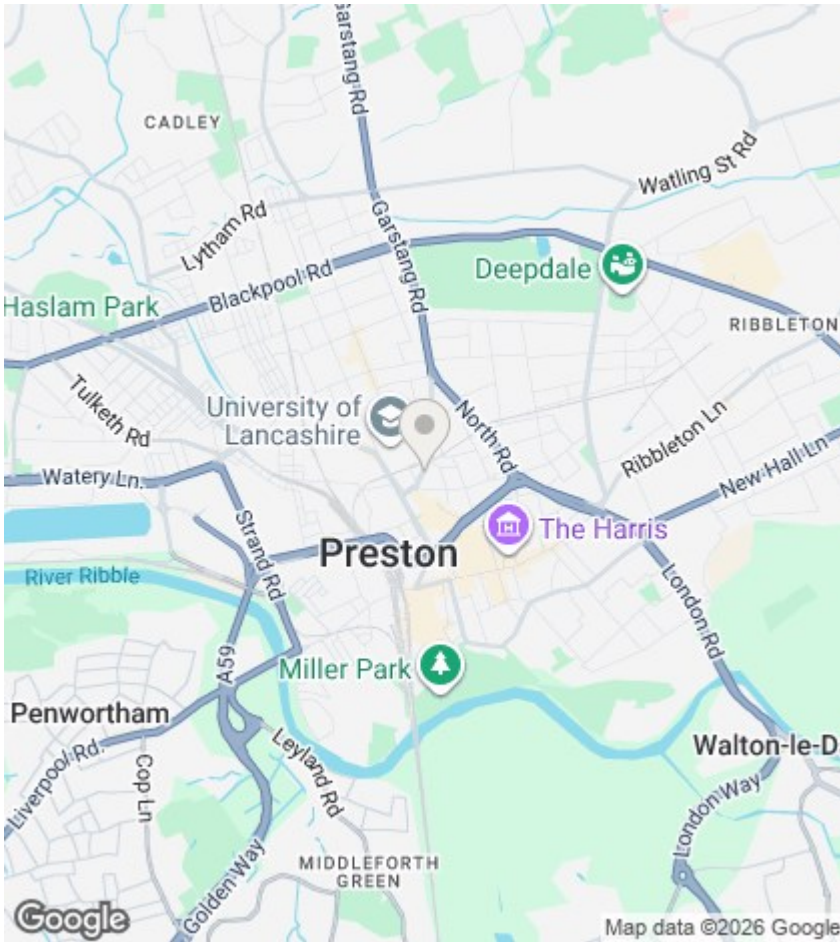 Garstang Rd
CADLEY
Watling St Rd
Lytham Rd
Garstang Rd
Deepdale
Blackpool Rd
Haslam Park
RIBBLETON
Tulketh Rd
University of
Lancashire
North Rd
Ribbleton Ln
New Hall Ln
Watery Ln.
Strand Rd
The Harris
Preston
River Ribble
London Rd
A59
Miller Park
Penwortham
Leyland Rd
Walton-le-D
Liverpool Rd.
Cop Ln
London Way
MIDDLEFORTH
GREEN
Golden Way
Google
Map data ©2026 Google